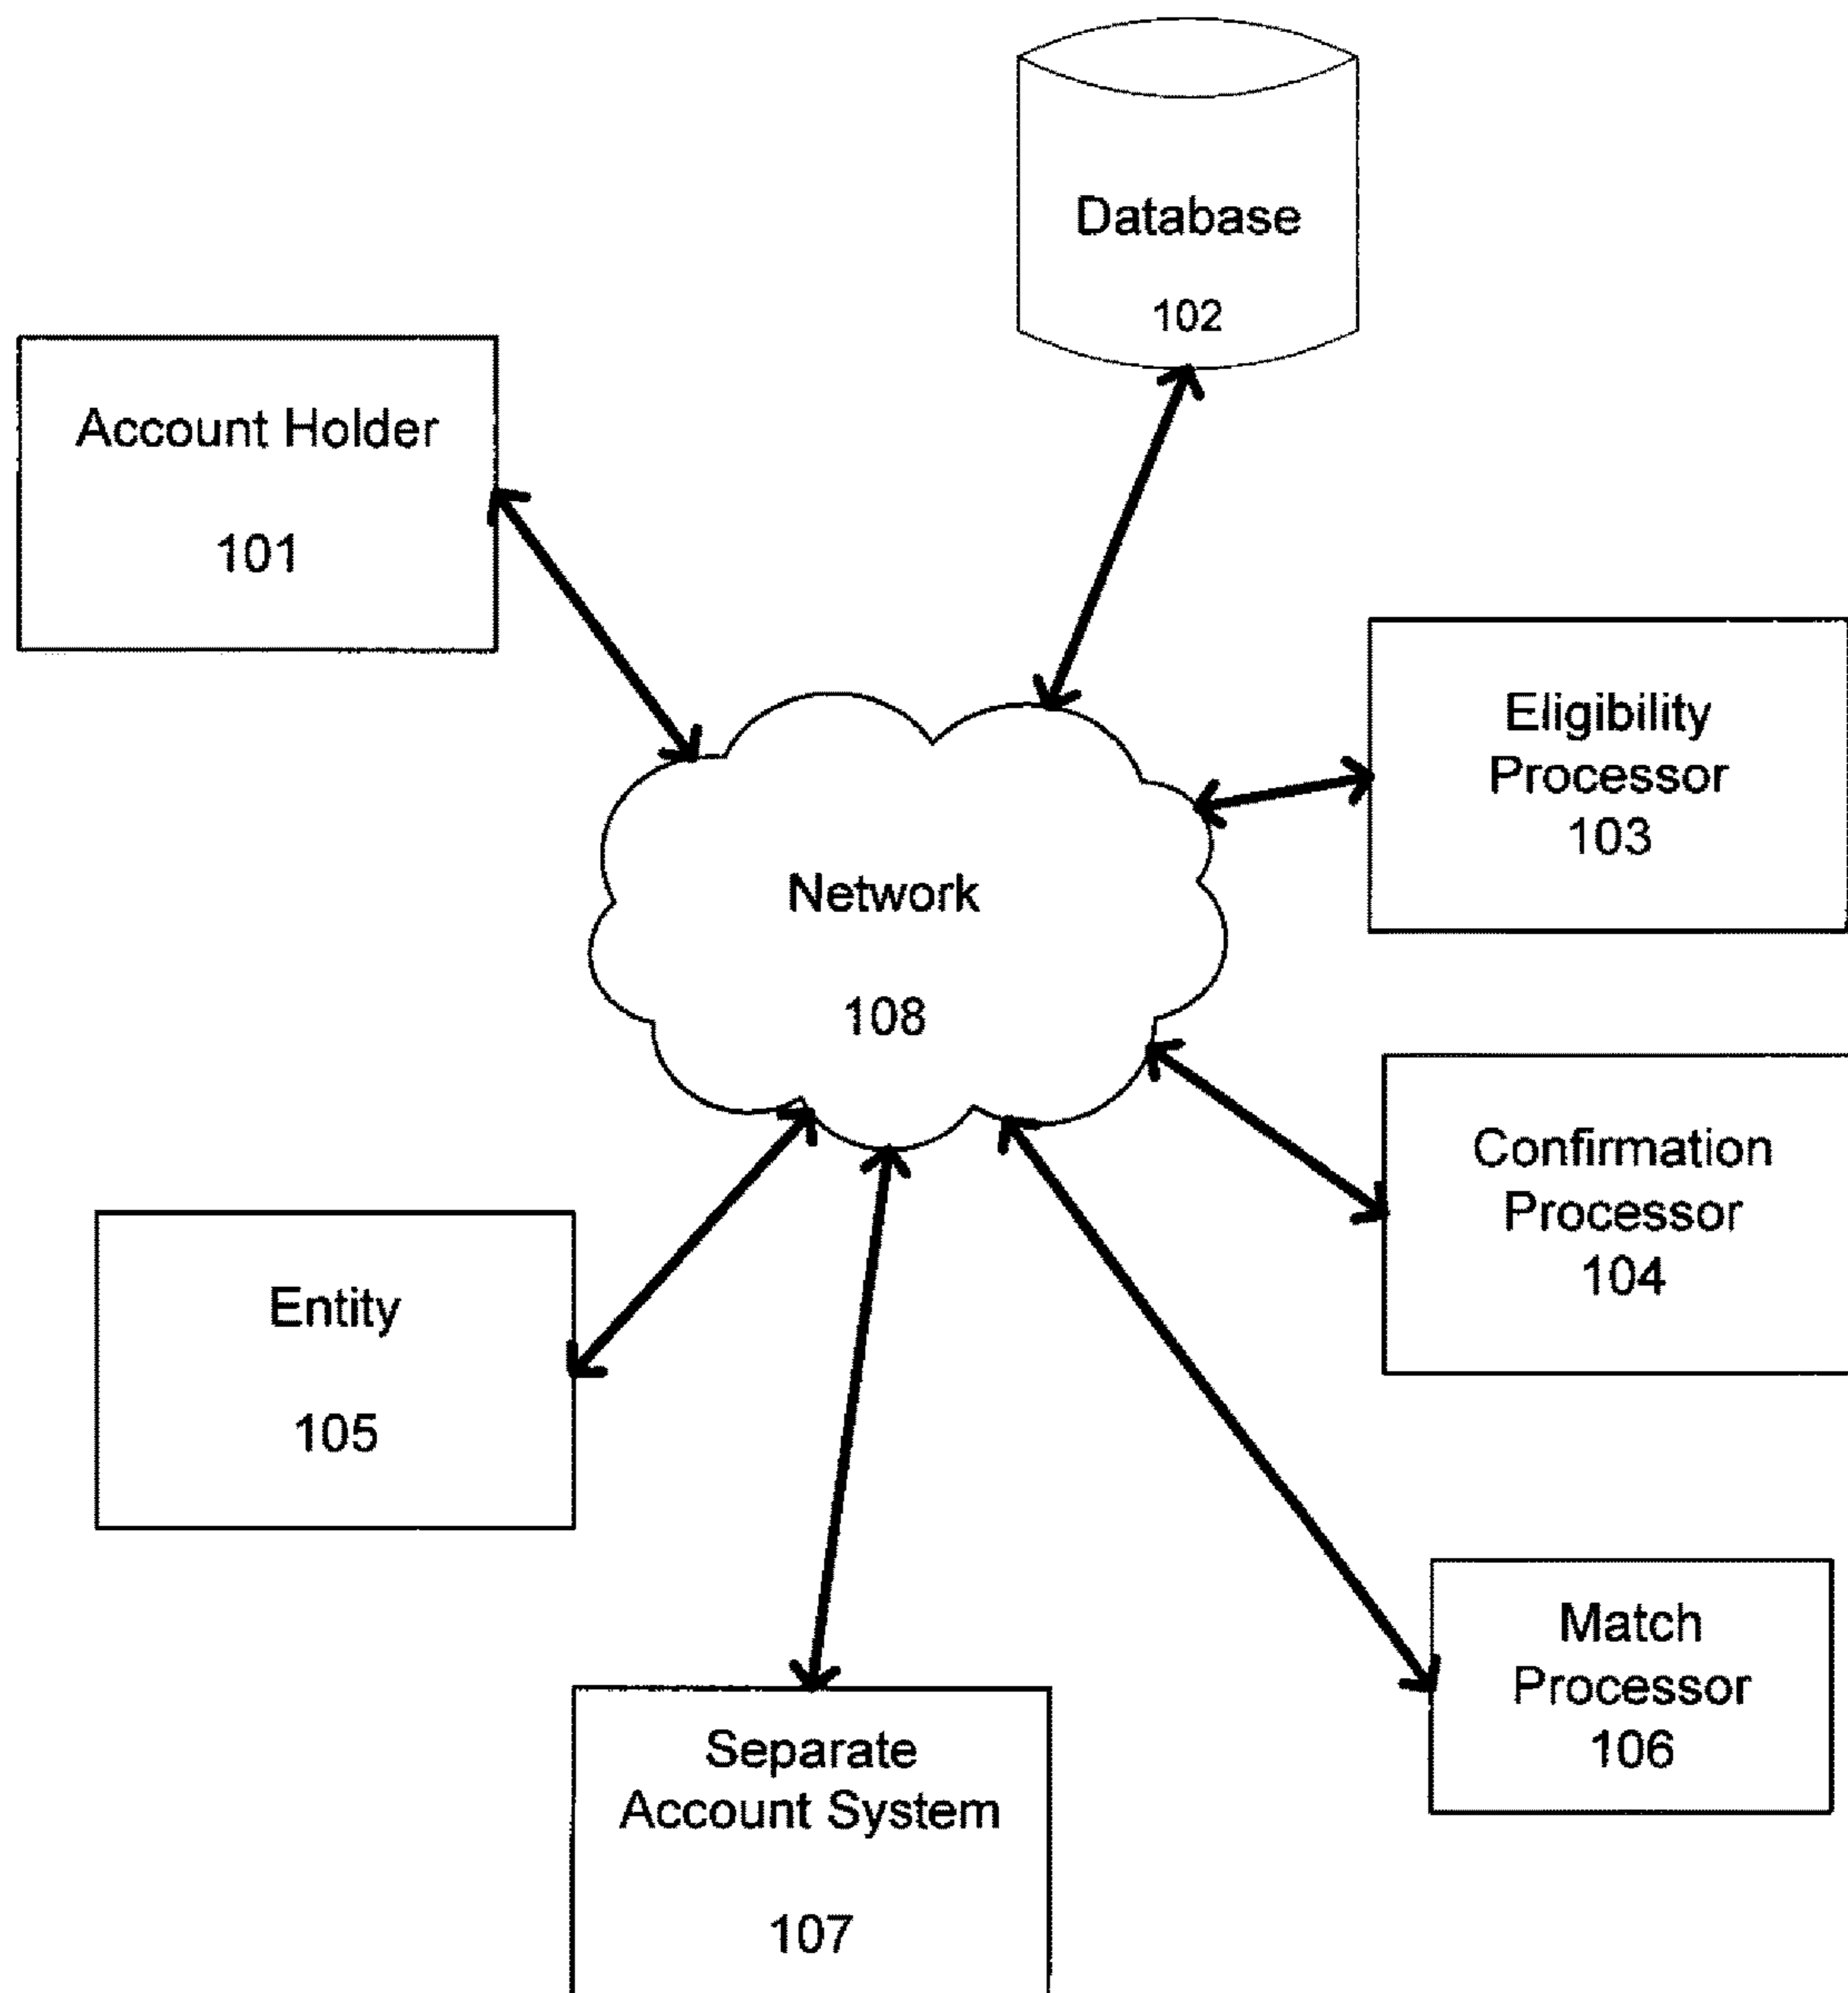 Database
102
Account Holder
101
Eligibility
Processor
103
Network
108
Confirmation
Processor
104
Entity
105
Match
Processor
106
Separate
Account System
107